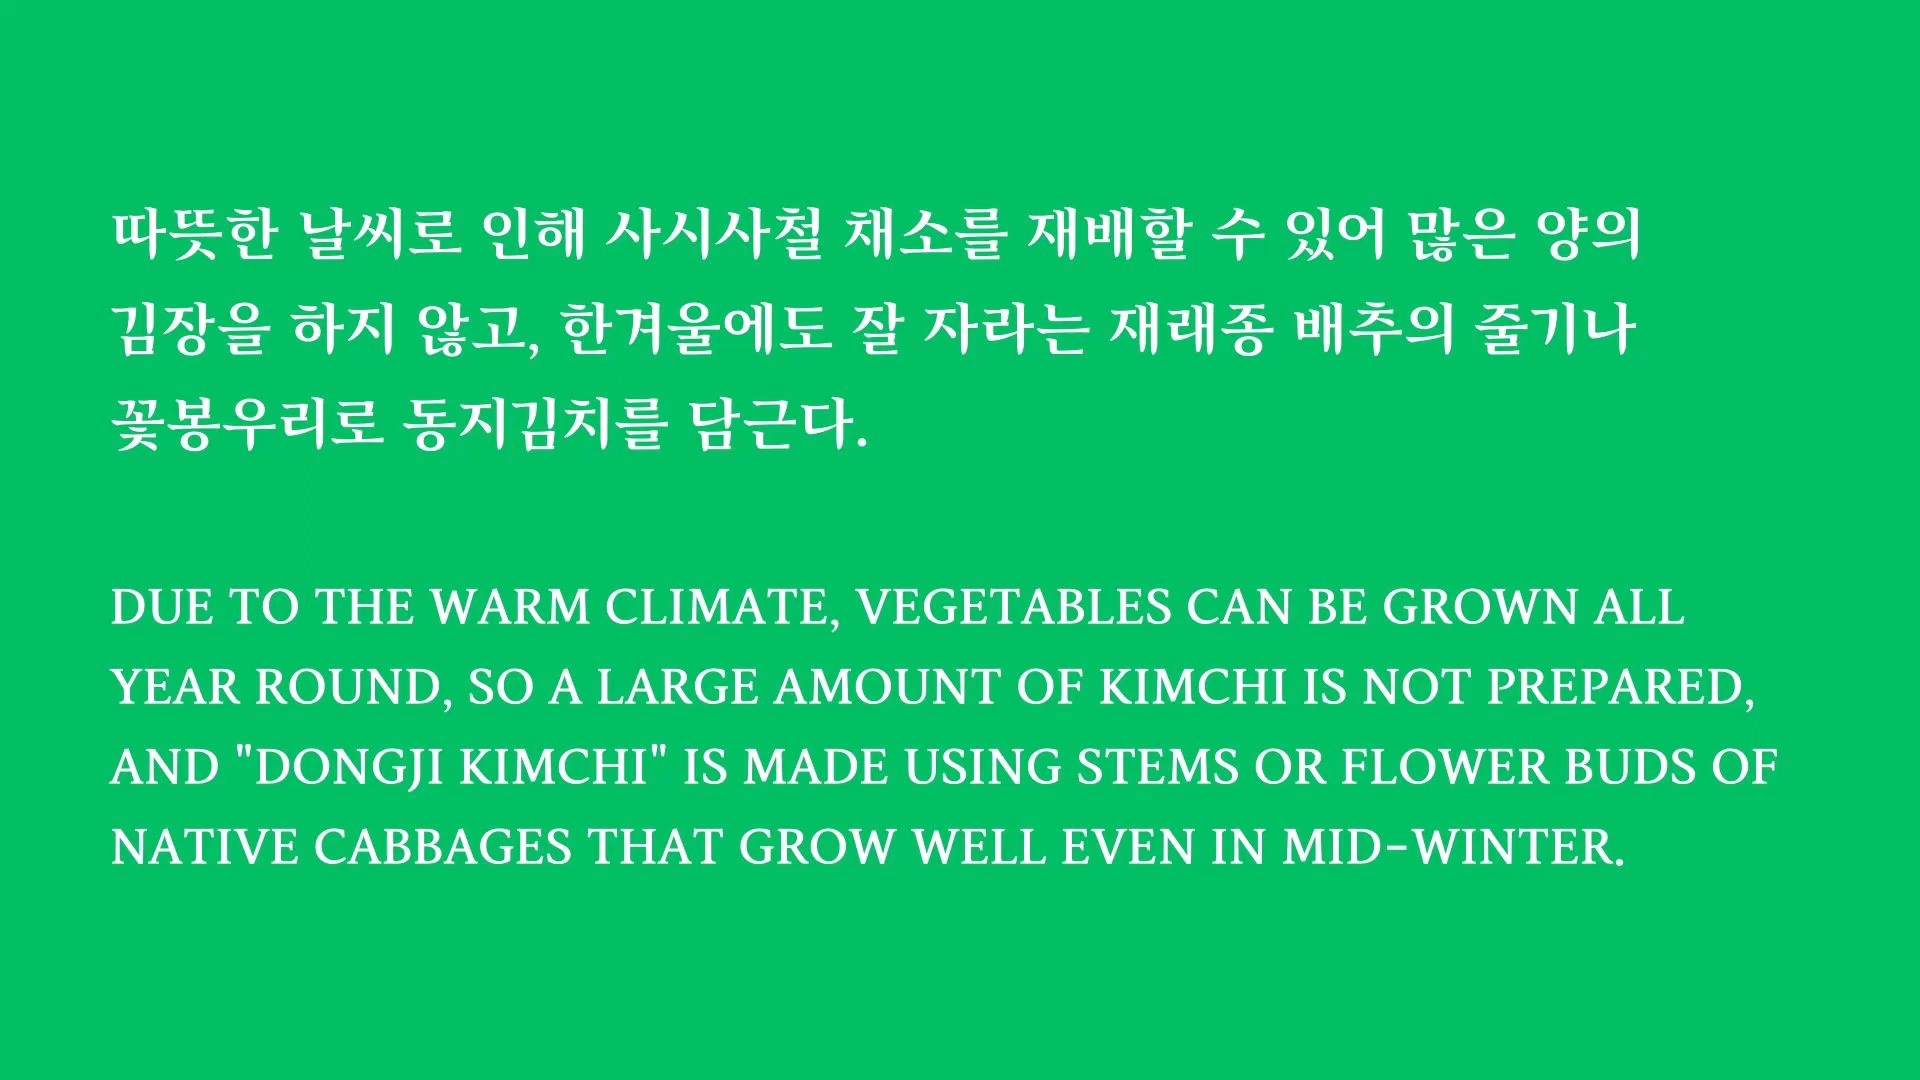 따뜻한 날씨로 인해 사시사철 채소를 재배할 수 있어 많은 양의
김장을 하지 않고, 한겨울에도 잘 자라는 재래종 배추의 줄기나
꽃봉우리로 동지김치를 담근다.
DUE TO THE WARM CLIMATE, VEGETABLES CAN BE GROWN ALL
YEAR ROUND, SO A LARGE AMOUNT OF KIMCHI IS NOT PREPARED,
AND "DONGJI KIMCHI" IS MADE USING STEMS OR FLOWER BUDS OF
NATIVE CABBAGES THAT GROW WELL EVEN IN MID-WINTER.